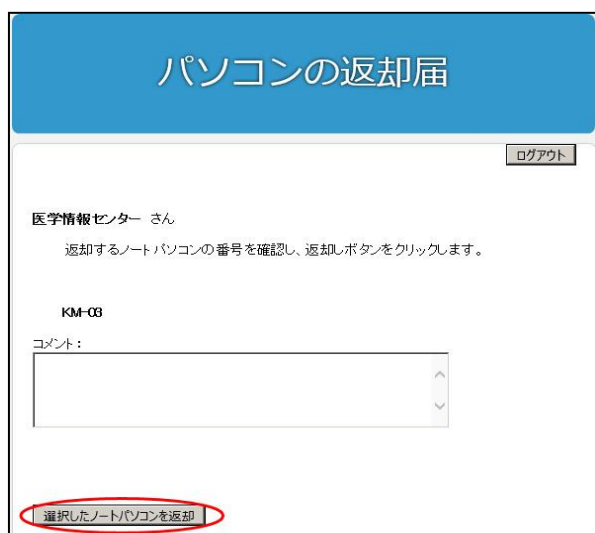 パソコンの返却届
ログアウト
医学情報センター さん
返却するノートパソコンの番号を確認し、返却しボタンをクリックします。
KM-03
コメント：
選択したノートパソコンを返却